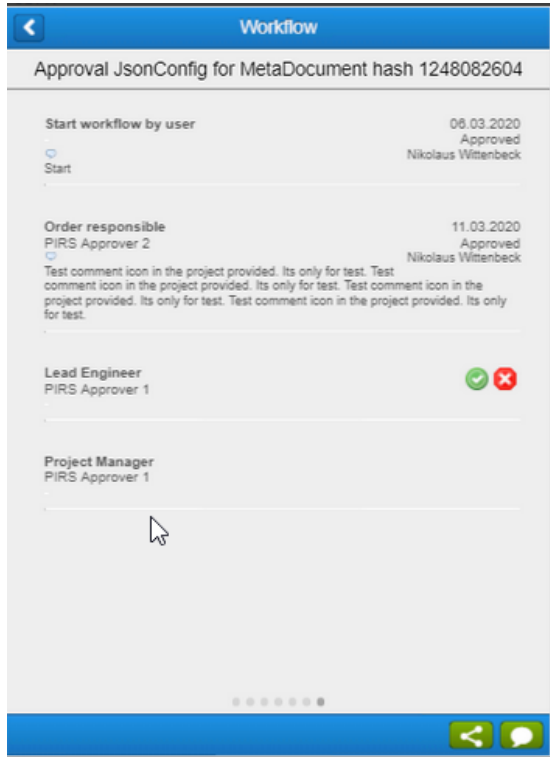 Workflow
Approval JsonConfig for MetaDocument hash 1248082604
Start workflow by user
06.03.2020
Approved
Nikolaus Wittenbeck
Start
Order responsible
11.03.2020
PIRS Approver 2
Approved
Nikolaus Wittenbeck
Test comment icon in the project provided. Its only for test. Test
comment icon in the project provided. Its only for test. Test comment icon in the
project provided. Its only for test. Test comment icon in the project provided. Its only
for test.
Lead Engineer
PIRS Approver 1
Project Manager
PIRS Approver 1